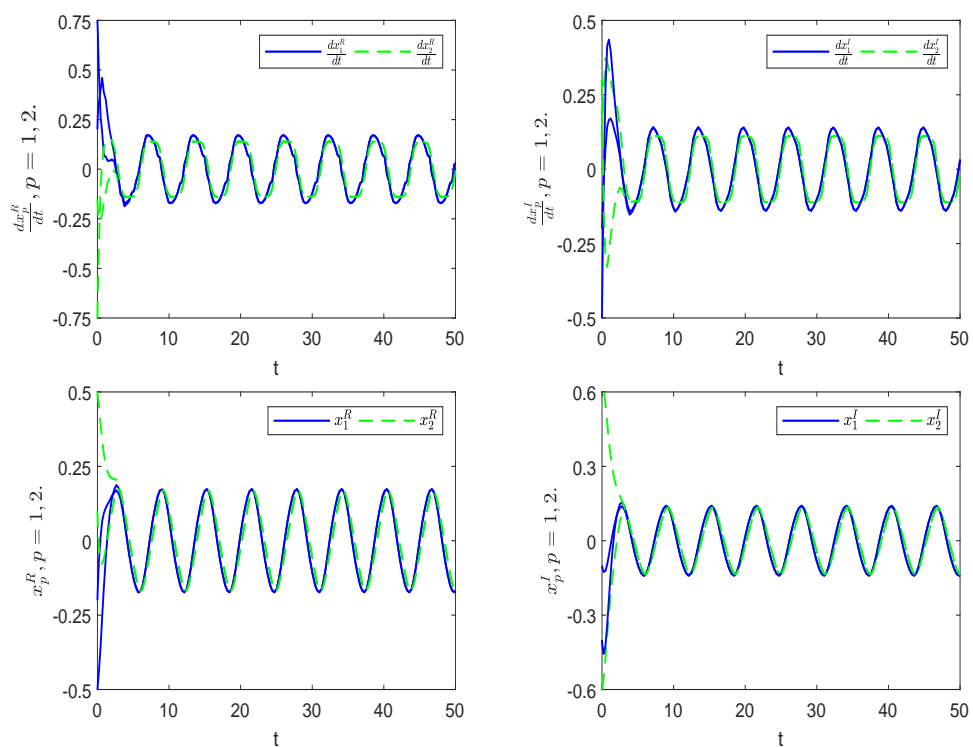 0.75
0.5
0.25
0
-0.25
-0.5
-0.75
0 10 20 30 40 50
t
dx_p^R/dt, p = 1, 2.
dx_1^R/dt dx_2^R/dt
0.5
0.25
0
-0.25
-0.5
0 10 20 30 40 50
t
dx_p^I/dt, p = 1, 2.
dx_1^I/dt dx_2^I/dt
0.5
0.25
0
-0.25
-0.5
0 10 20 30 40 50
t
x_p^R, p = 1, 2.
x_1^R x_2^R
0.6
0.3
0
-0.3
-0.6
0 10 20 30 40 50
t
x_p^I, p = 1, 2.
x_1^I x_2^I